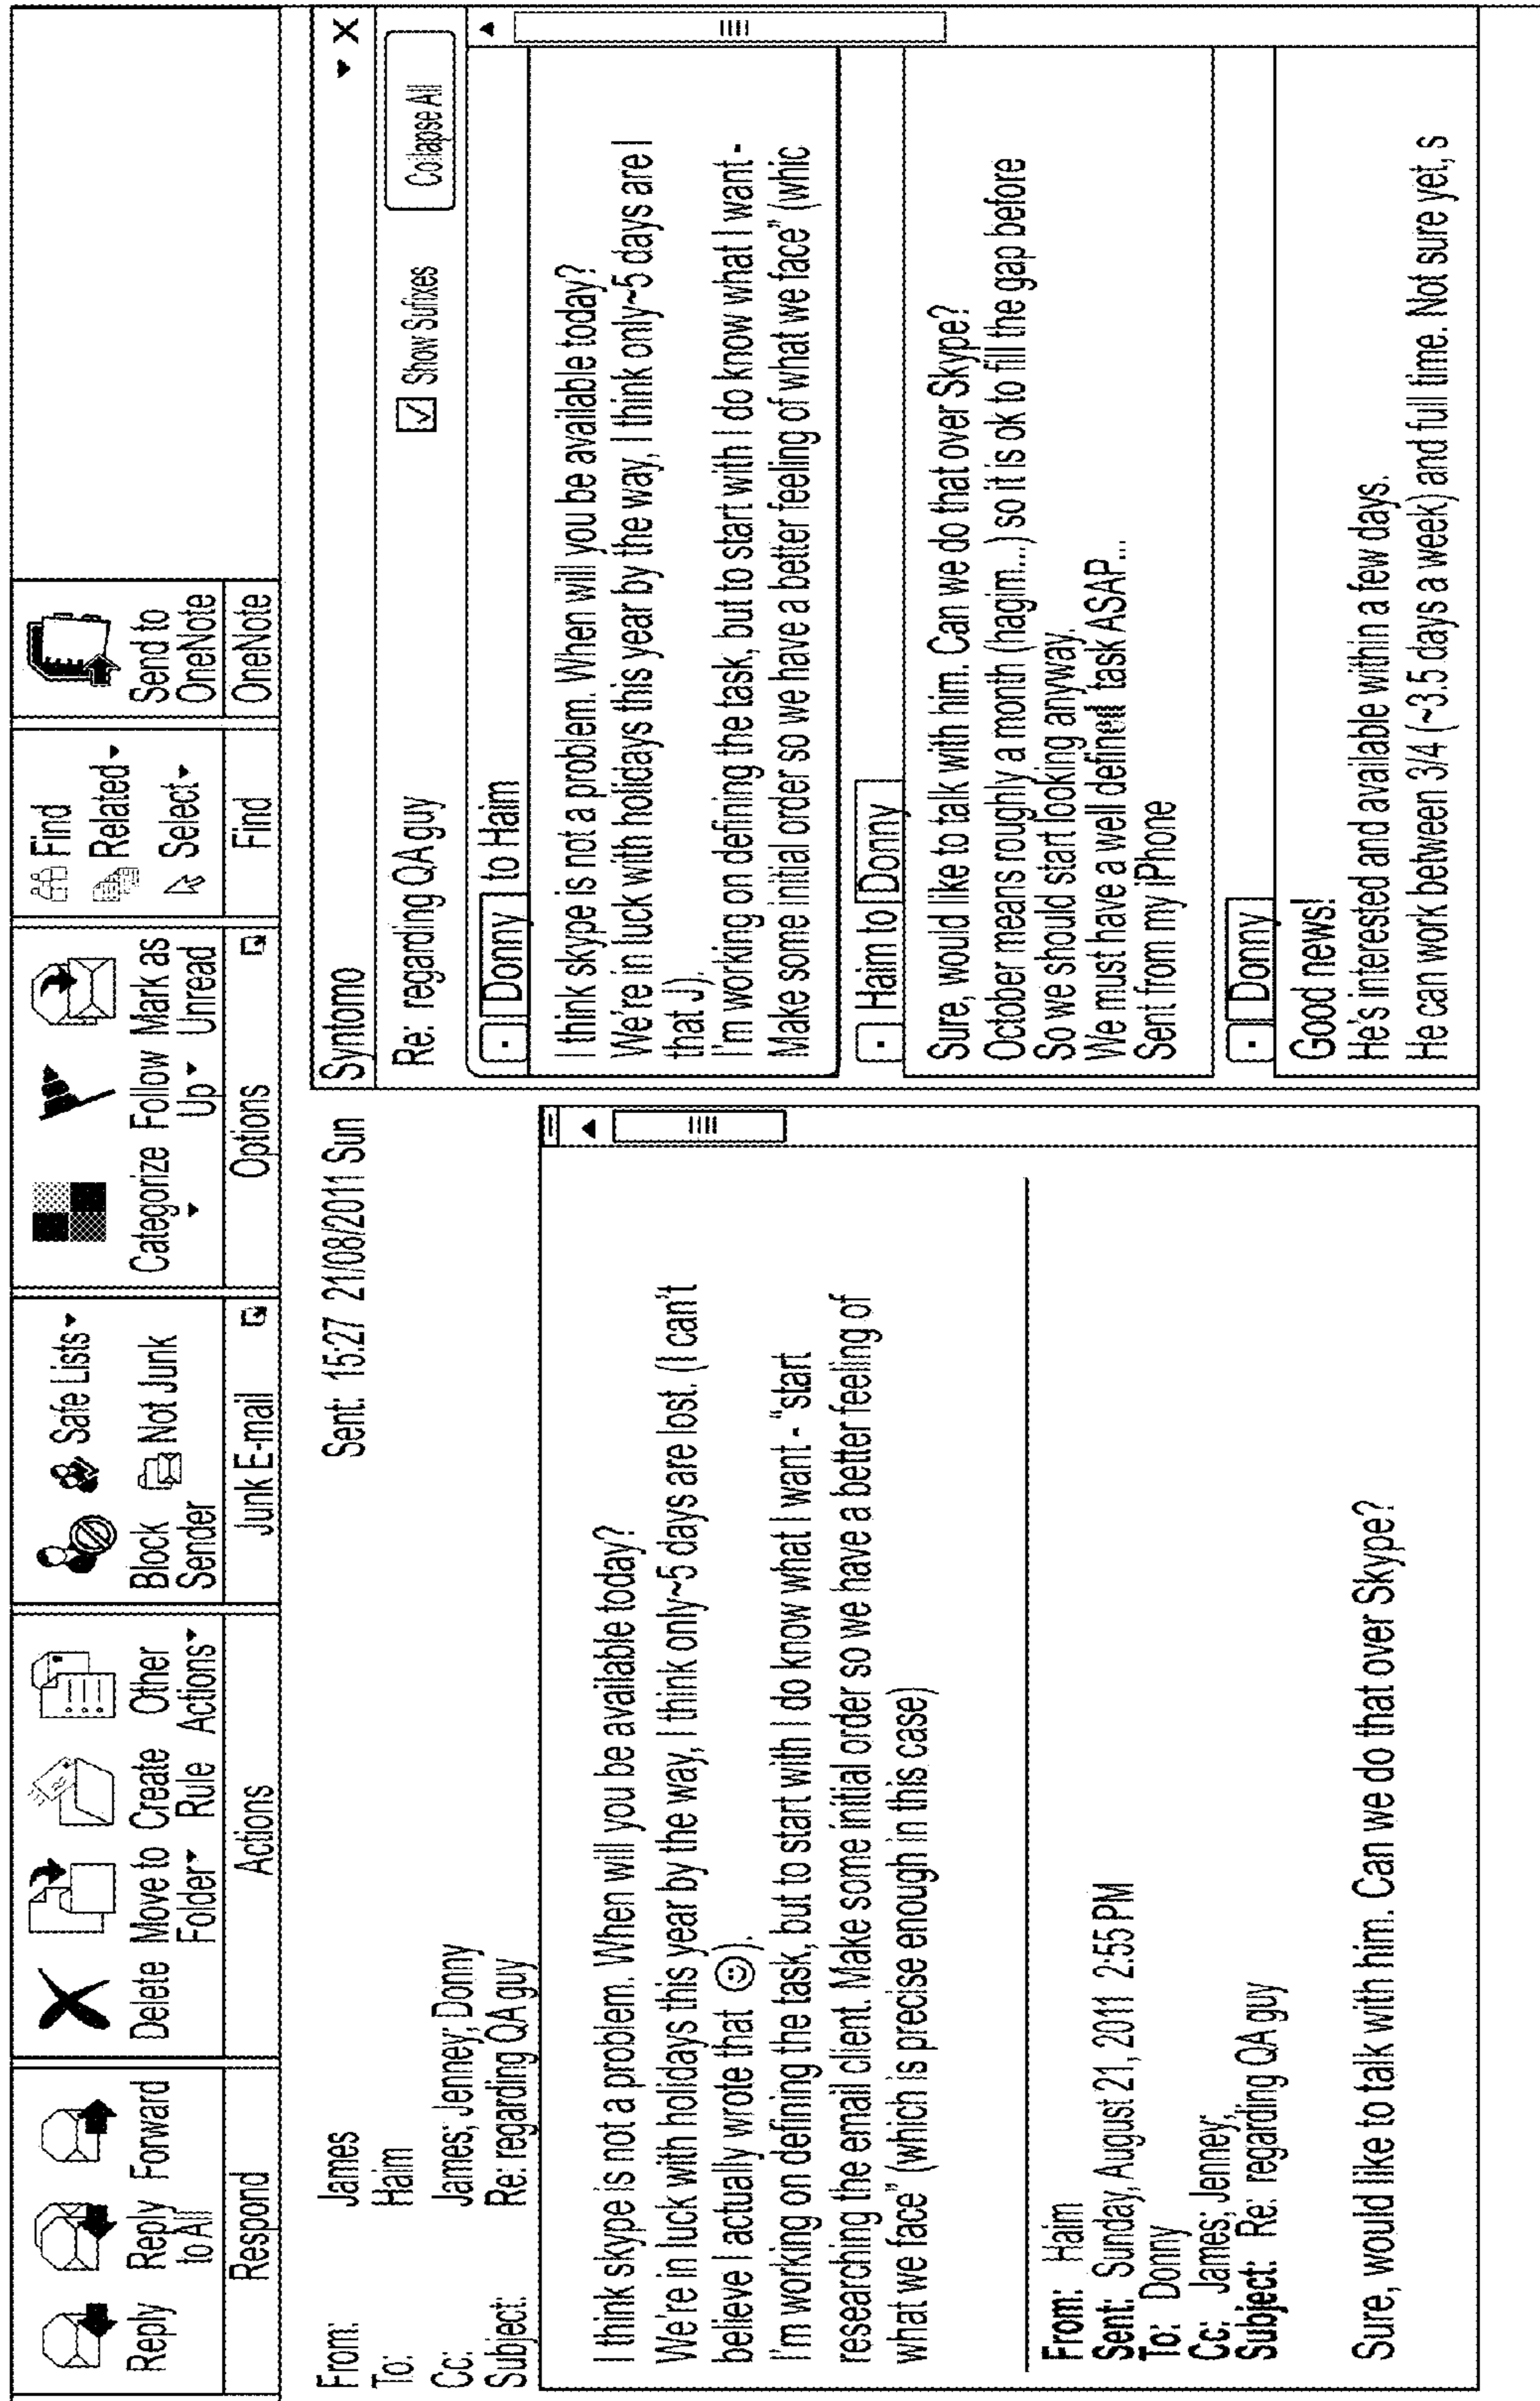 Reply
Reply to All
Forward
Respond
Delete
Move to Folder
Create Rule
Other Actions
Actions
Block Sender
Safe Lists
Not Junk
Junk E-mail
Categorize
Follow Up
Mark as Unread
Options
Find
Related
Select
Find
Send to OneNote
OneNote
From: James
Sent: 15:27 21/08/2011 Sun
To: Haim
Cc: James; Jenney; Donny
Subject: Re: regarding QA guy
I think skype is not a problem. When will you be available today?
We're in luck with holidays this year by the way, I think only~5 days are lost. (I can't
believe I actually wrote that ☺).
I'm working on defining the task, but to start with I do know what I want - “start
researching the email client. Make some initial order so we have a better feeling of
what we face” (which is precise enough in this case)
From: Haim
Sent: Sunday, August 21, 2011 2:55 PM
To: Donny
Cc: James; Jenney;
Subject: Re: regarding QA guy
Sure, would like to talk with him. Can we do that over Skype?
Syntomo X
Re: regarding QA guy
Show Sufixes
Collapse All
Donny to Haim
I think skype is not a problem. When will you be available today?
We're in luck with holidays this year by the way, I think only~5 days are l
that J).
I'm working on defining the task, but to start with I do know what I want -
Make some initial order so we have a better feeling of what we face” (whic
Haim to Donny
Sure, would like to talk with him. Can we do that over Skype?
October means roughly a month (hagim...) so it is ok to fill the gap before
So we should start looking anyway.
We must have a well defined task ASAP...
Sent from my iPhone
Donny
Good news!
He's interested and available within a few days.
He can work between 3/4 (~3.5 days a week) and full time. Not sure yet, s